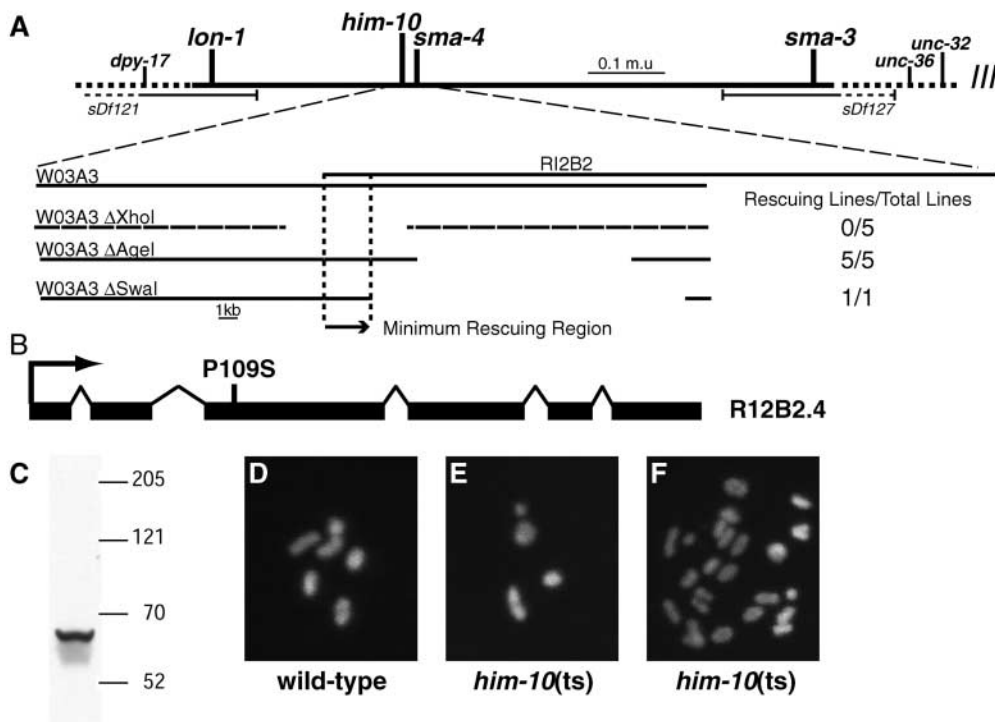 A
lon-1
him-10
sma-4
sma-3
dpy-17
unc-32
unc-36
0.1 m.u
///
sDf121
sDf127
RI2B2
W03A3
Rescuing Lines/Total Lines
W03A3 ΔXhoI
0/5
W03A3 ΔAgeI
5/5
W03A3 ΔSwaI
1/1
1kb
Minimum Rescuing Region
B
P109S
R12B2.4
C
205
121
70
52
D
E
F
wild-type
him-10(ts)
him-10(ts)